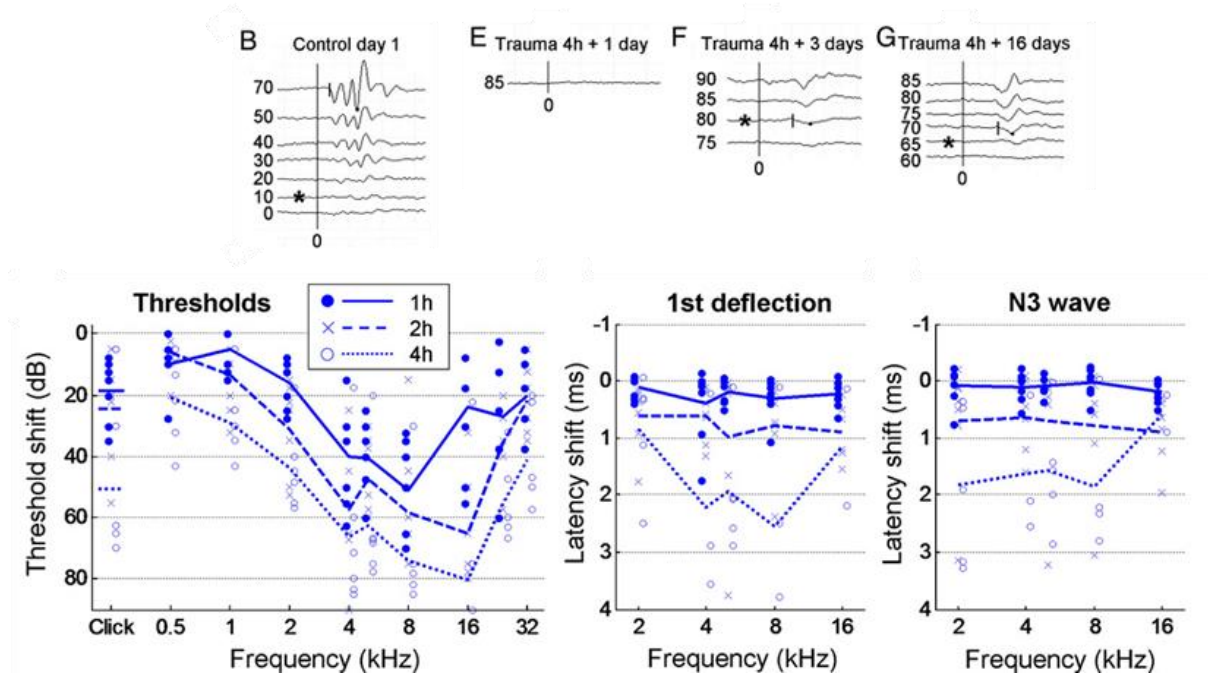 B Control day 1
70
50
40
30
20
* 10
0
0
E Trauma 4h + 1 day
85
0
F Trauma 4h + 3 days
90
85
80 *
75
0
G Trauma 4h + 16 days
85
80
75
70
65 *
60
0
Thresholds
1h
2h
4h
Threshold shift (dB)
0
20
40
60
80
Click 0.5 1 2 4 8 16 32
Frequency (kHz)
1st deflection
Latency shift (ms)
-1
0
1
2
3
4
2 4 8 16
Frequency (kHz)
N3 wave
Latency shift (ms)
-1
0
1
2
3
4
2 4 8 16
Frequency (kHz)